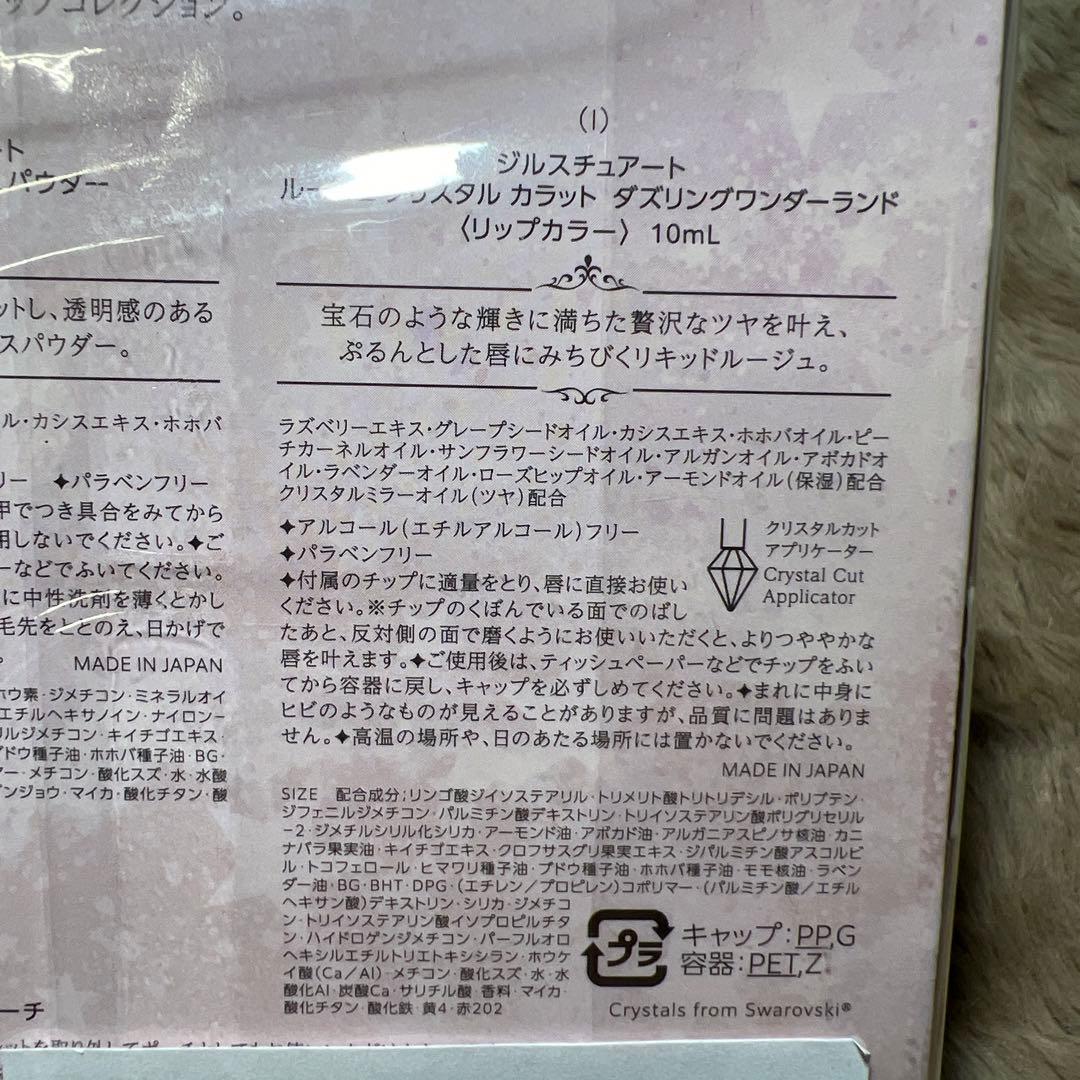 ップコレクション。
ート
パウダー
ットし、透明感のある
スパウダー。
ル・カシスエキス・ホホバ
リー ✦パラベンフリー
甲でつき具合をみてから
用しないでください。✦ご
ーなどでふいてください。
に中性洗剤を薄くとかし
毛先をととのえ、日かげで
MADE IN JAPAN
ホウ素・ジメチコン・ミネラルオイ
エチルヘキサノイン・ナイロン－
リルジメチコン・キイチゴエキス・
ブドウ種子油・ホホバ種子油・BG・
マー・メチコン・酸化スズ・水・水酸
ンジョウ・マイカ・酸化チタン・酸
ーチ
(I)
ジルスチュアート
ル クリスタル カラット ダズリングワンダーランド
〈リップカラー〉 10mL
宝石のような輝きに満ちた贅沢なツヤを叶え、
ぷるんとした唇にみちびくリキッドルージュ。
ラズベリーエキス・グレープシードオイル・カシスエキス・ホホバオイル・ピー
チカーネルオイル・サンフラワーシードオイル・アルガンオイル・アボカドオ
イル・ラベンダーオイル・ローズヒップオイル・アーモンドオイル(保湿)配合
クリスタルミラーオイル(ツヤ)配合
✦アルコール(エチルアルコール)フリー
✦パラベンフリー
✦付属のチップに適量をとり、唇に直接お使い
ください。※チップのくぼんでいる面でのばし
たあと、反対側の面で磨くようにお使いいただくと、よりつややかな
唇を叶えます。✦ご使用後は、ティッシュペーパーなどでチップをふい
てから容器に戻し、キャップを必ずしめてください。✦まれに中身に
ヒビのようなものが見えることがありますが、品質に問題はありま
せん。✦高温の場所や、日のあたる場所には置かないでください。
クリスタルカット
アプリケーター
Crystal Cut
Applicator
MADE IN JAPAN
SIZE 配合成分;リンゴ酸ジイソステアリル・トリメリト酸トリトリデシル・ポリブテン・
ジフェニルジメチコン・パルミチン酸デキストリン・トリイソステアリン酸ポリグリセリル
－2・ジメチルシリル化シリカ・アーモンド油・アボカド油・アルガニアスピノサ核油・カニ
ナバラ果実油・キイチゴエキス・クロフサスグリ果実エキス・ジパルミチン酸アスコルビ
ル・トコフェロール・ヒマワリ種子油・ブドウ種子油・ホホバ種子油・モモ核油・ラベン
ダー油・BG・BHT・DPG・(エチレン／プロピレン)コポリマー・(パルミチン酸／エチル
ヘキサン酸)デキストリン・シリカ・ジメチコ
ン・トリイソステアリン酸イソプロピルチタ
ン・ハイドロゲンジメチコン・パーフルオロ
ヘキシルエチルトリエトキシシラン・ホウケ
イ酸(Ca／Al)・メチコン・酸化スズ・水・水
酸化Al・炭酸Ca・サリチル酸・香料・マイカ・
酸化チタン・酸化鉄・黄4・赤202
プラ
キャップ:PP,G
容器:PET,Z
Crystals from Swarovski®